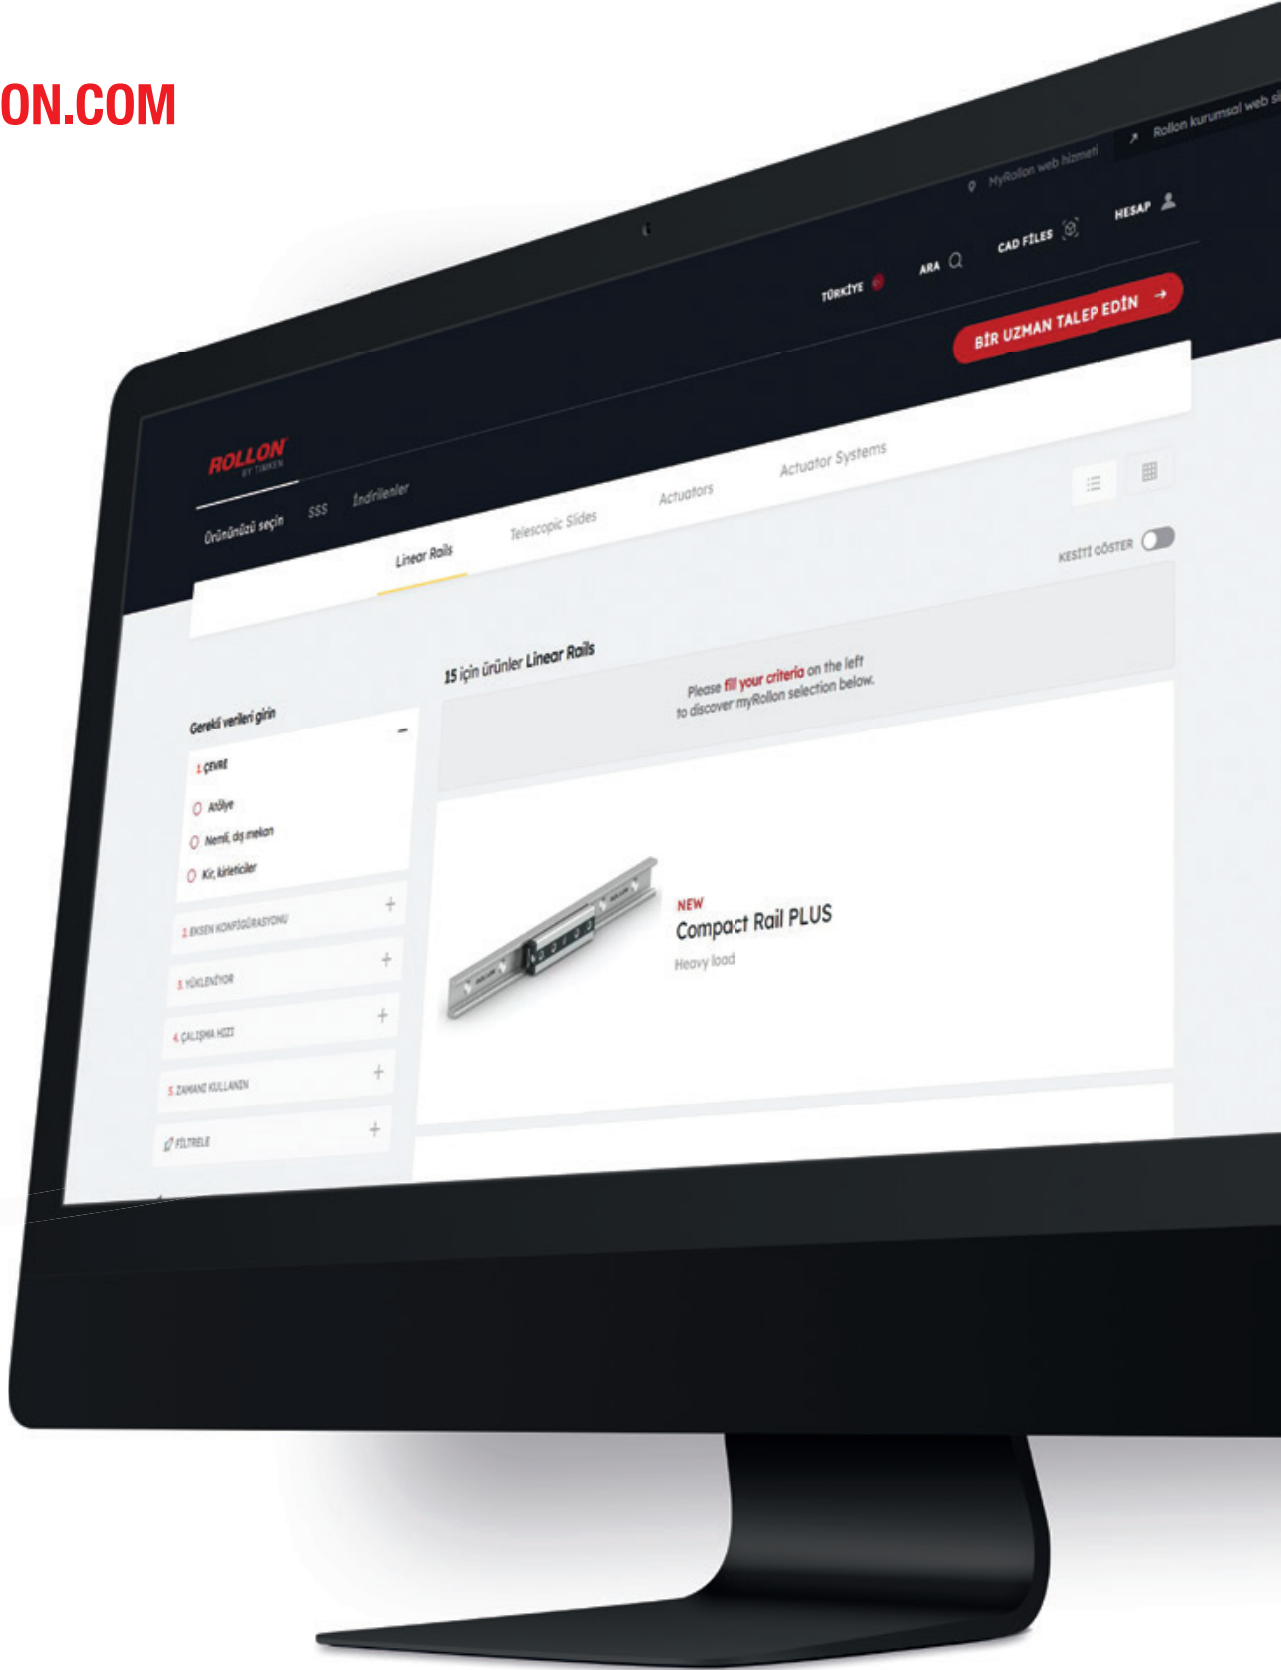 ON.COM
MyRollon web hizmeti
Rollon kurumsal web si
TÜRKİYE
ARA
CAD FİLES
HESAP
BİR UZMAN TALEP EDİN
ROLLON
BY TIMKEN
Ürününüzü seçin
SSS
İndirilenler
Linear Rails
Telescopic Slides
Actuators
Actuator Systems
KESİTİ GÖSTER
15 için ürünler Linear Rails
Please fill your criteria on the left
to discover myRollon selection below.
Gerekli verileri girin
1. ÇEVRE
Atölye
Nemli, dış mekan
Kir, kirleticiler
2. EKSEN KONFİGÜRASYONU
3. YÜKLENİYOR
4. ÇALIŞMA HIZI
5. ZAMANI KULLANIN
FİLTRELE
ROLLON
ROLLON
NEW
Compact Rail PLUS
Heavy load